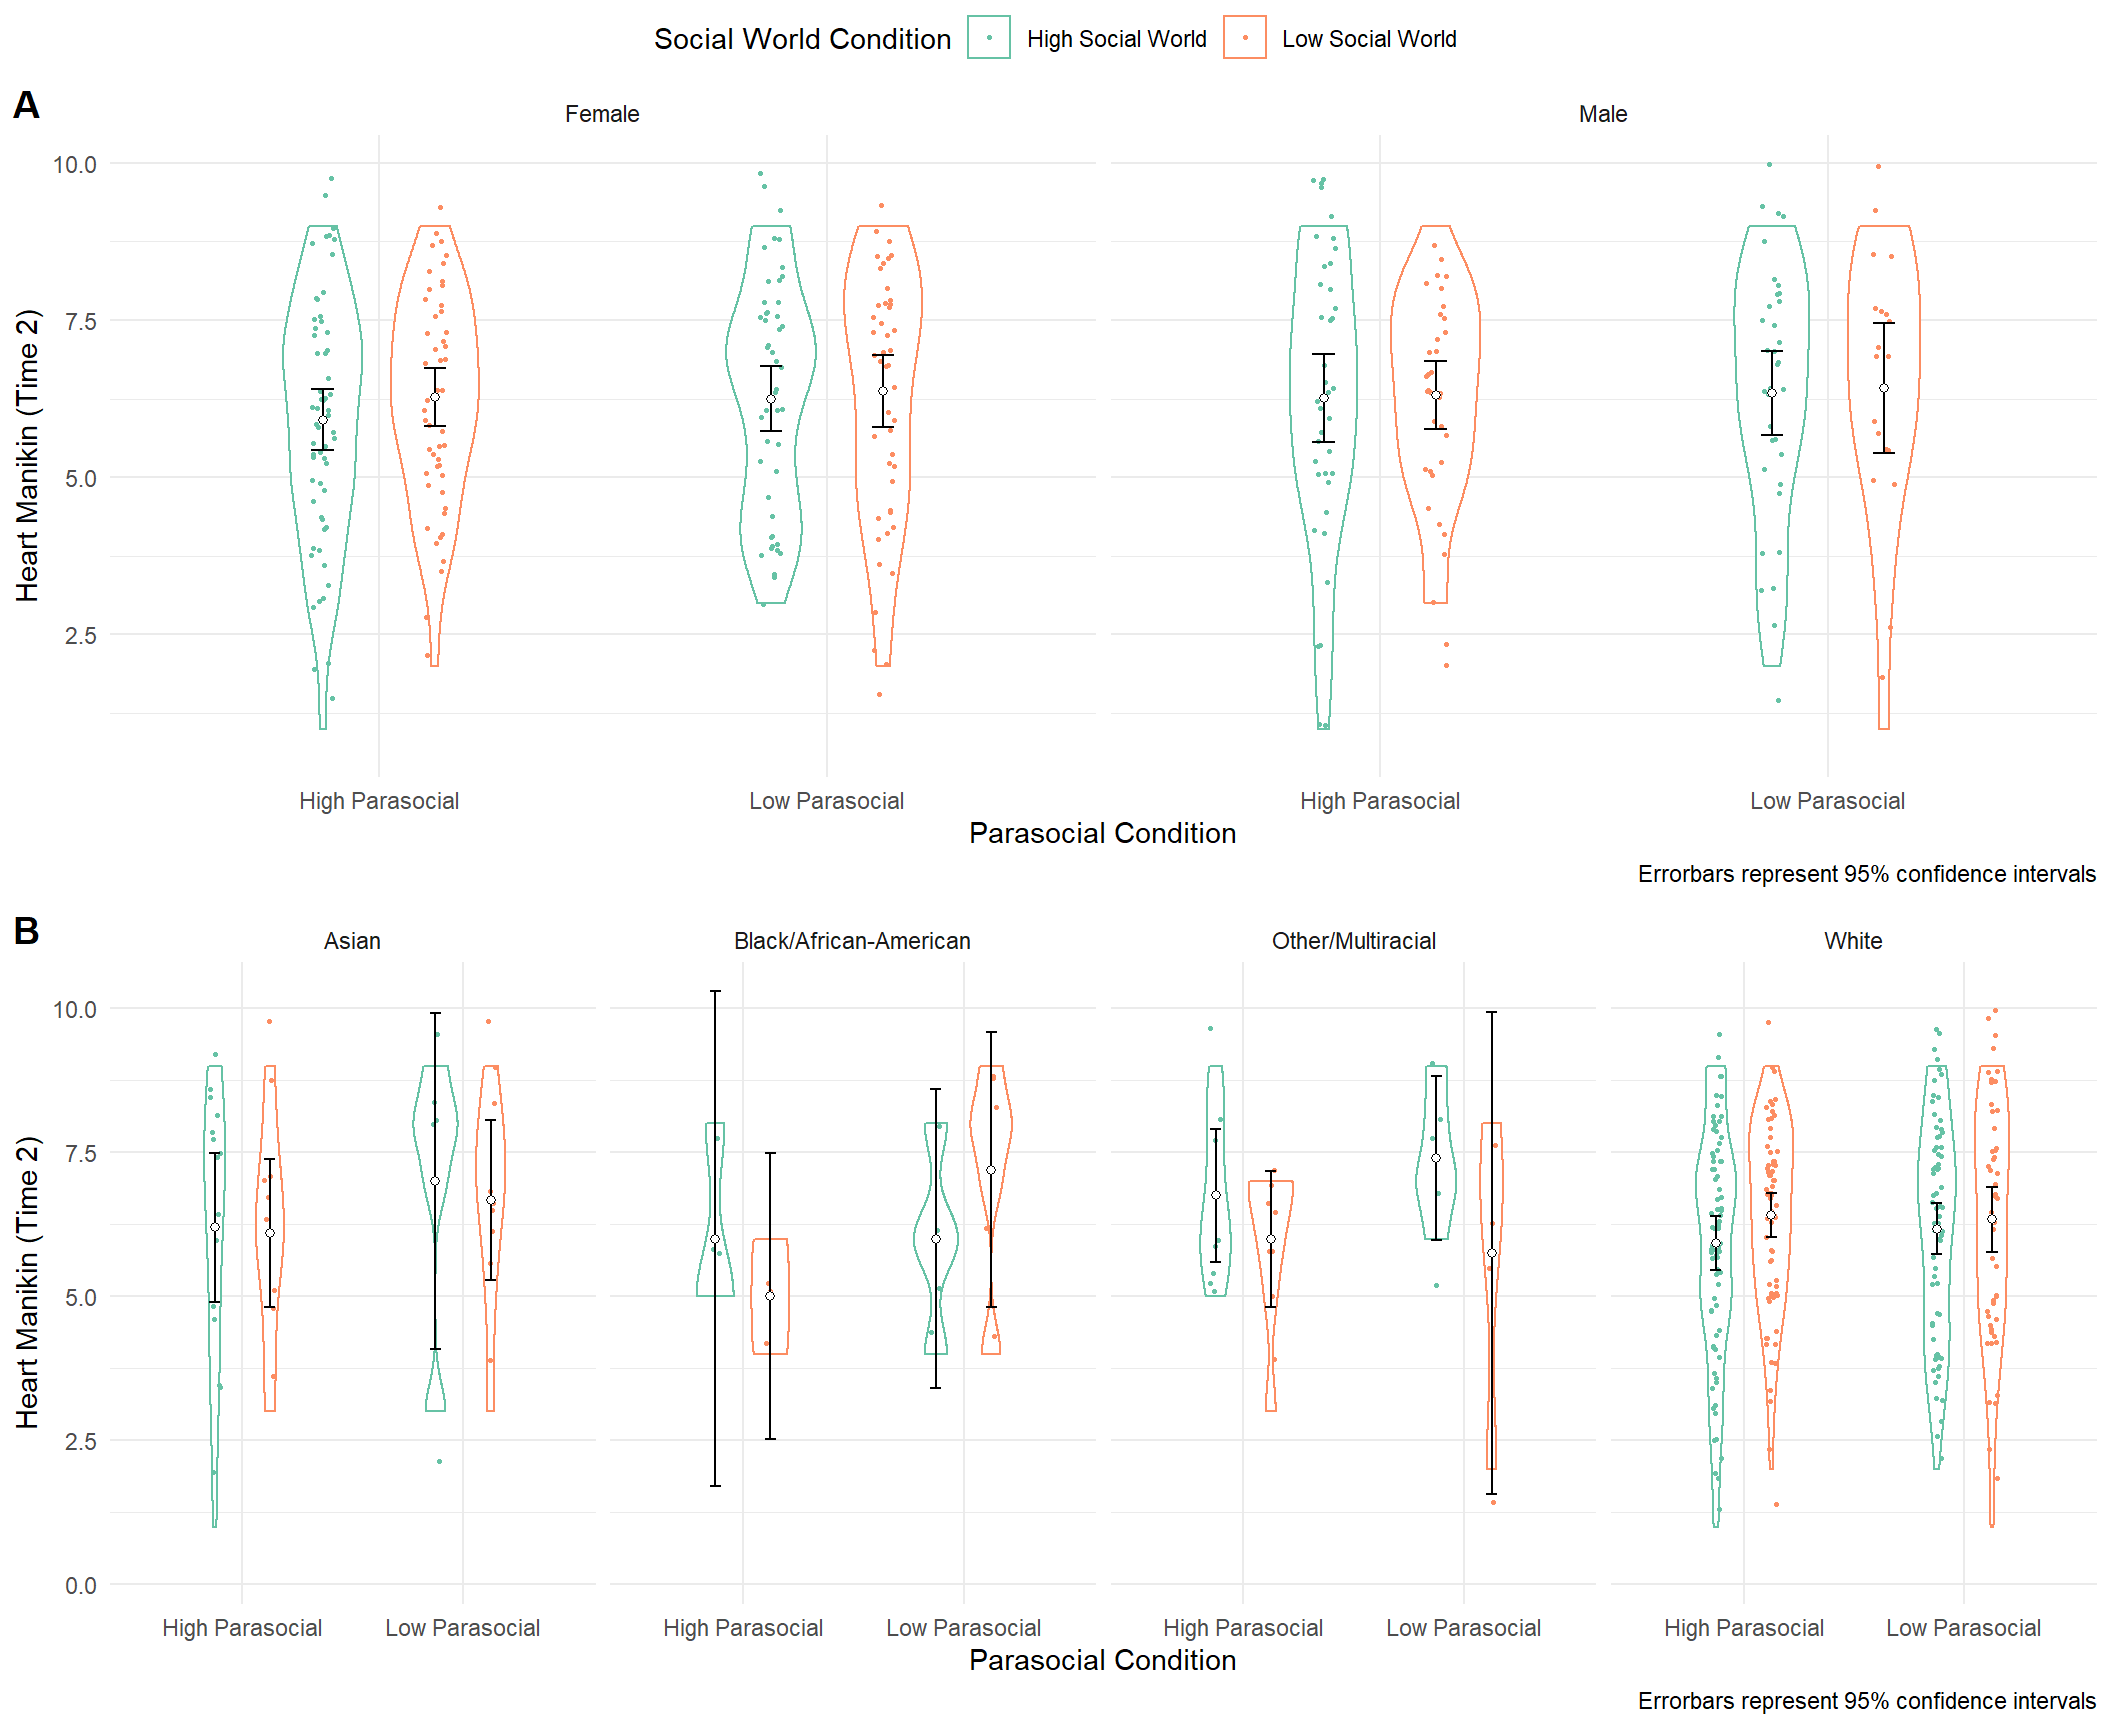 Social World Condition High Social World Low Social World
A
Female Male
10.0
7.5
5.0
2.5
Heart Manikin (Time 2)
High Parasocial Low Parasocial High Parasocial Low Parasocial
Parasocial Condition
Errorbars represent 95% confidence intervals
B
Asian Black/African-American Other/Multiracial White
10.0
7.5
5.0
2.5
0.0
Heart Manikin (Time 2)
High Parasocial Low Parasocial High Parasocial Low Parasocial High Parasocial Low Parasocial High Parasocial Low Parasocial
Parasocial Condition
Errorbars represent 95% confidence intervals